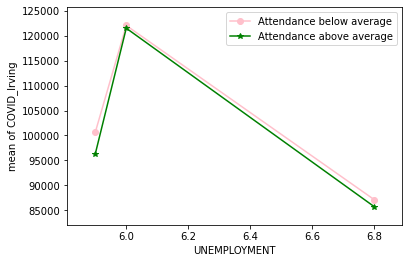 125000
120000
115000
110000
105000
100000
95000
90000
85000
mean of COVID_Irving
Attendance below average
Attendance above average
6.0 6.2 6.4 6.6 6.8
UNEMPLOYMENT